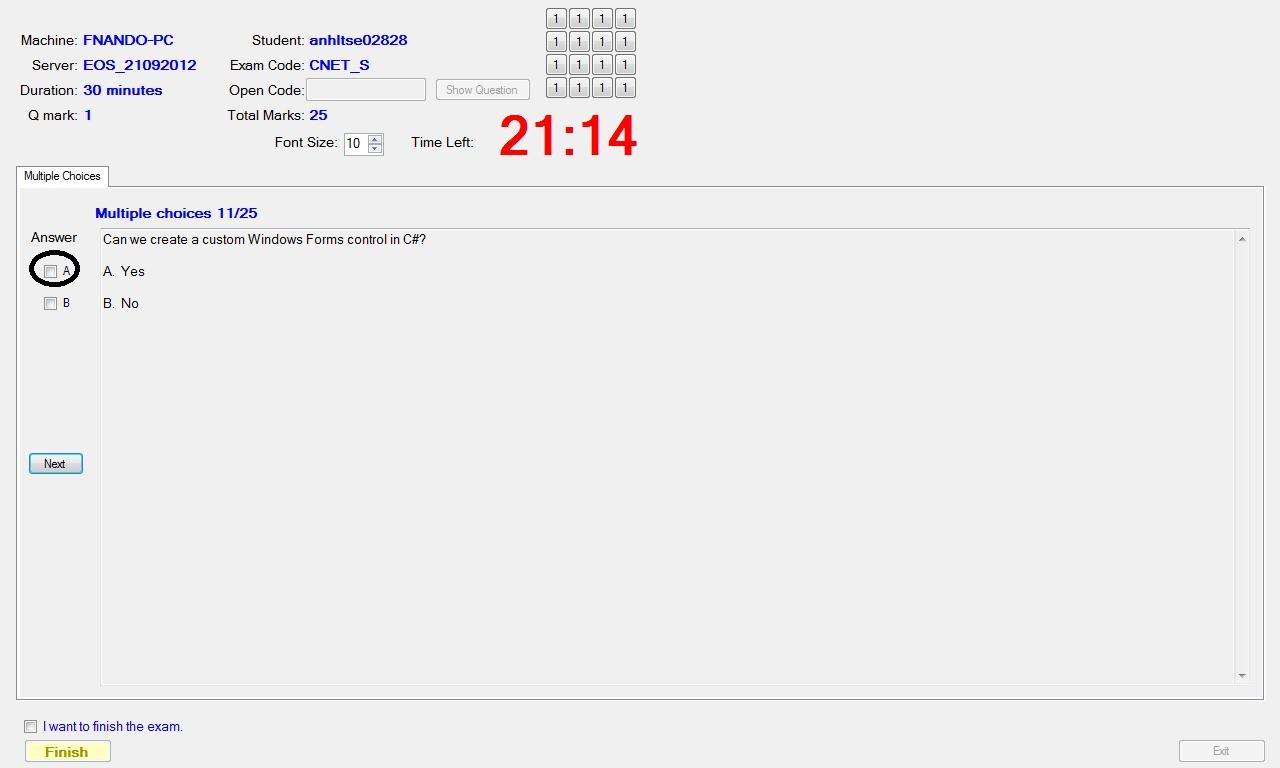 1 1 1 1
Machine: FNANDO-PC Student: anhltse02828 1 1 1 1
Server: EOS_21092012 Exam Code: CNET_S 1 1 1 1
Duration: 30 minutes Open Code: Show Question 1 1 1 1
Q mark: 1 Total Marks: 25
Font Size: 10 Time Left: 21:14
Multiple Choices
Multiple choices 11/25
Answer
Can we create a custom Windows Forms control in C#?
A A. Yes
B B. No
Next
I want to finish the exam.
Finish Exit